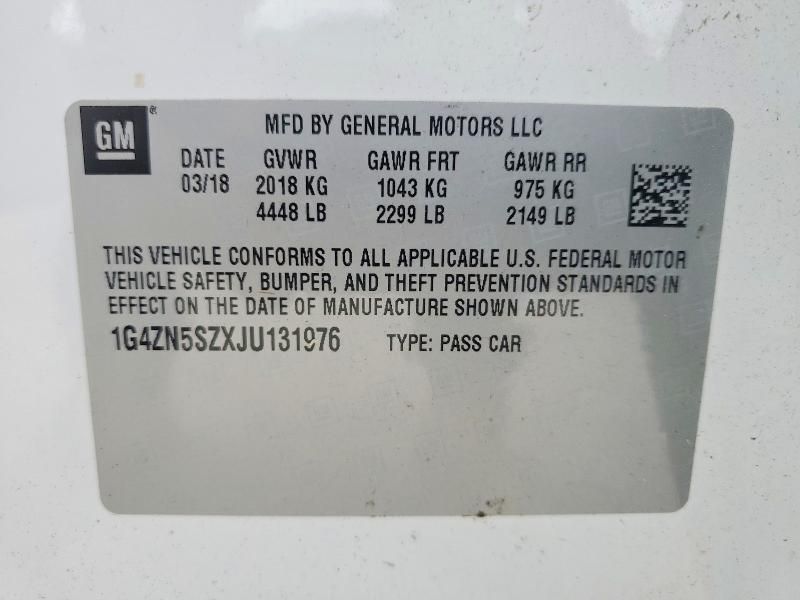 GM®
MFD BY GENERAL MOTORS LLC
DATE GVWR GAWR FRT GAWR RR
03/18 2018 KG 1043 KG 975 KG
4448 LB 2299 LB 2149 LB
THIS VEHICLE CONFORMS TO ALL APPLICABLE U.S. FEDERAL MOTOR
VEHICLE SAFETY, BUMPER, AND THEFT PREVENTION STANDARDS IN
EFFECT ON THE DATE OF MANUFACTURE SHOWN ABOVE.
1G4ZN5SZXJU131976 TYPE: PASS CAR